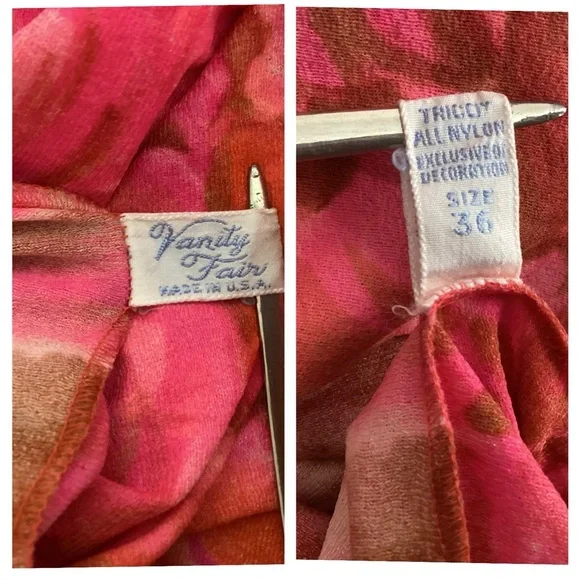 Vanity
Fair
MADE IN U.S.A.
TRICOT
ALL NYLON
EXCLUSIVE OF
DECORATION
SIZE
36